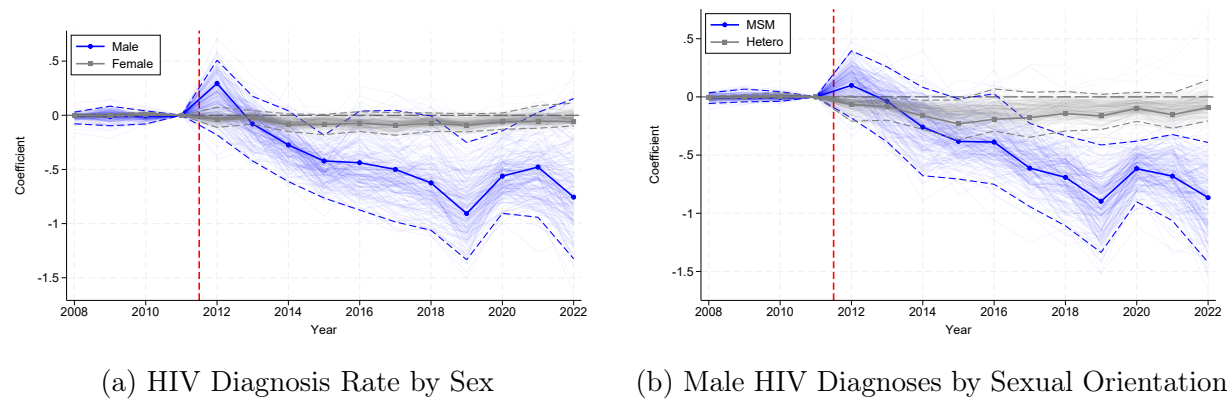 Male
Female
.5
0
-.5
-1
-1.5
Coefficient
2008 2010 2012 2014 2016 2018 2020 2022
Year
(a) HIV Diagnosis Rate by Sex
MSM
Hetero
.5
0
-.5
-1
-1.5
Coefficient
2008 2010 2012 2014 2016 2018 2020 2022
Year
(b) Male HIV Diagnoses by Sexual Orientation